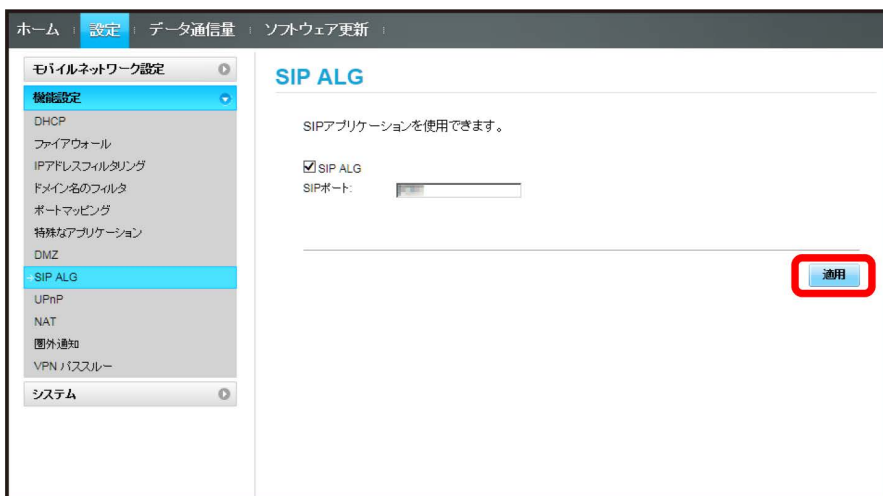 ホーム 設定 データ通信量 ソフトウェア更新
モバイルネットワーク設定
機能設定
DHCP
ファイアウォール
IPアドレスフィルタリング
ドメイン名のフィルタ
ポートマッピング
特殊なアプリケーション
DMZ
SIP ALG
UPnP
NAT
圏外通知
VPN パススルー
システム
SIP ALG
SIPアプリケーションを使用できます。
SIP ALG
SIPポート:
適用